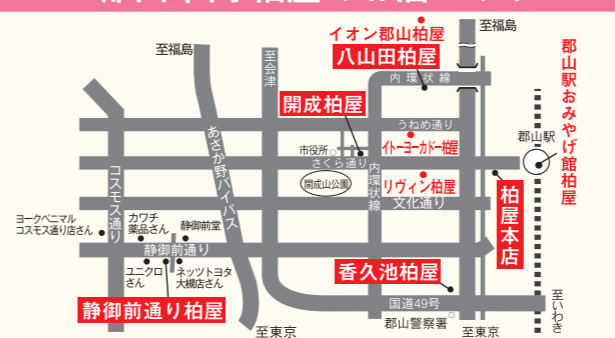 至福島
至福島
イオン郡山柏屋
八山田柏屋
至会津
内環状線
開成柏屋
うねめ通り
市役所
イトーヨーカドー柏屋
郡山駅
郡山駅おみやげ館柏屋
さくら通り
あさか野バイパス
開成山公園
内環状線
リヴィン柏屋
文化通り
柏屋本店
コスモス通り
ヨークベニマル
コスモス通り店さん
カワチ
薬品さん
静御前堂
静御前通り
ユニクロ
さん
ネッツトヨタ
大槻店さん
静御前通り柏屋
香久池柏屋
国道49号
至いわき
郡山警察署
至東京
至東京